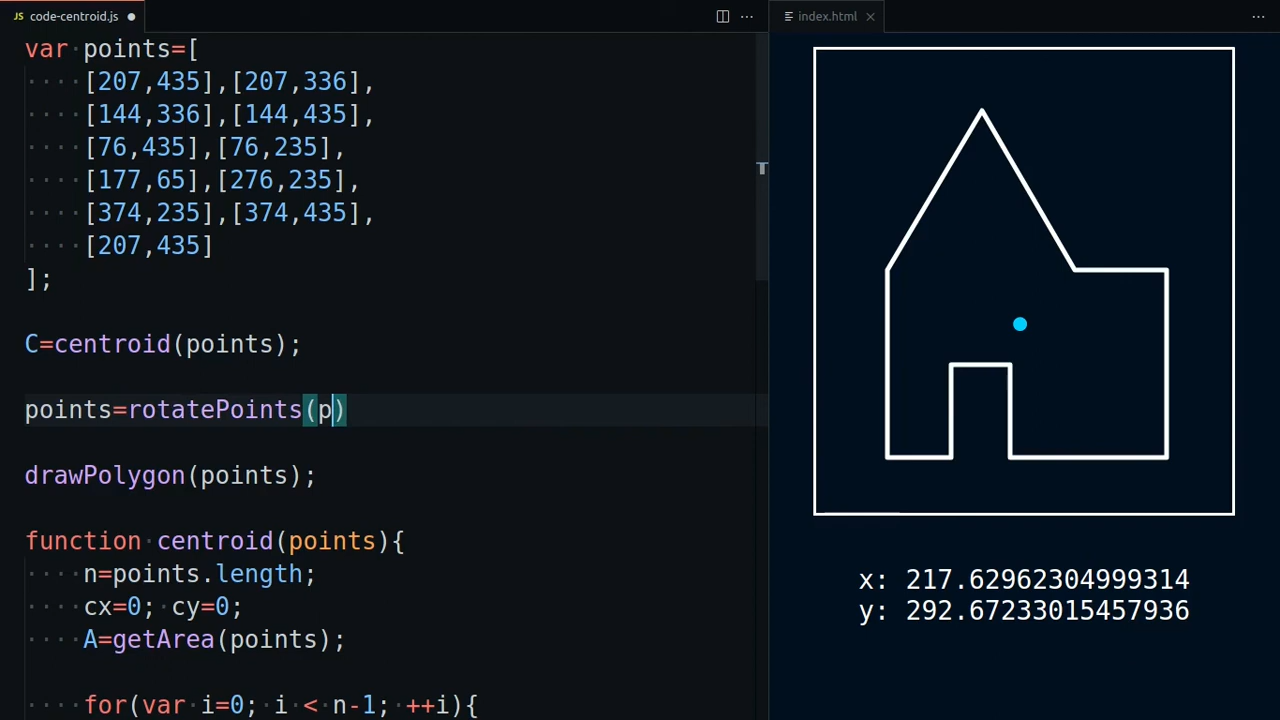 JS code-centroid.js
index.html
var points=[
[207,435],[207,336],
[144,336],[144,435],
[76,435],[76,235],
[177,65],[276,235],
[374,235],[374,435],
[207,435]
];
C=centroid(points);
points=rotatePoints(p)
drawPolygon(points);
function centroid(points){
n=points.length;
cx=0; cy=0;
A=getArea(points);
for(var i=0; i < n-1; ++i){
x: 217.62962304999314
y: 292.67233015457936